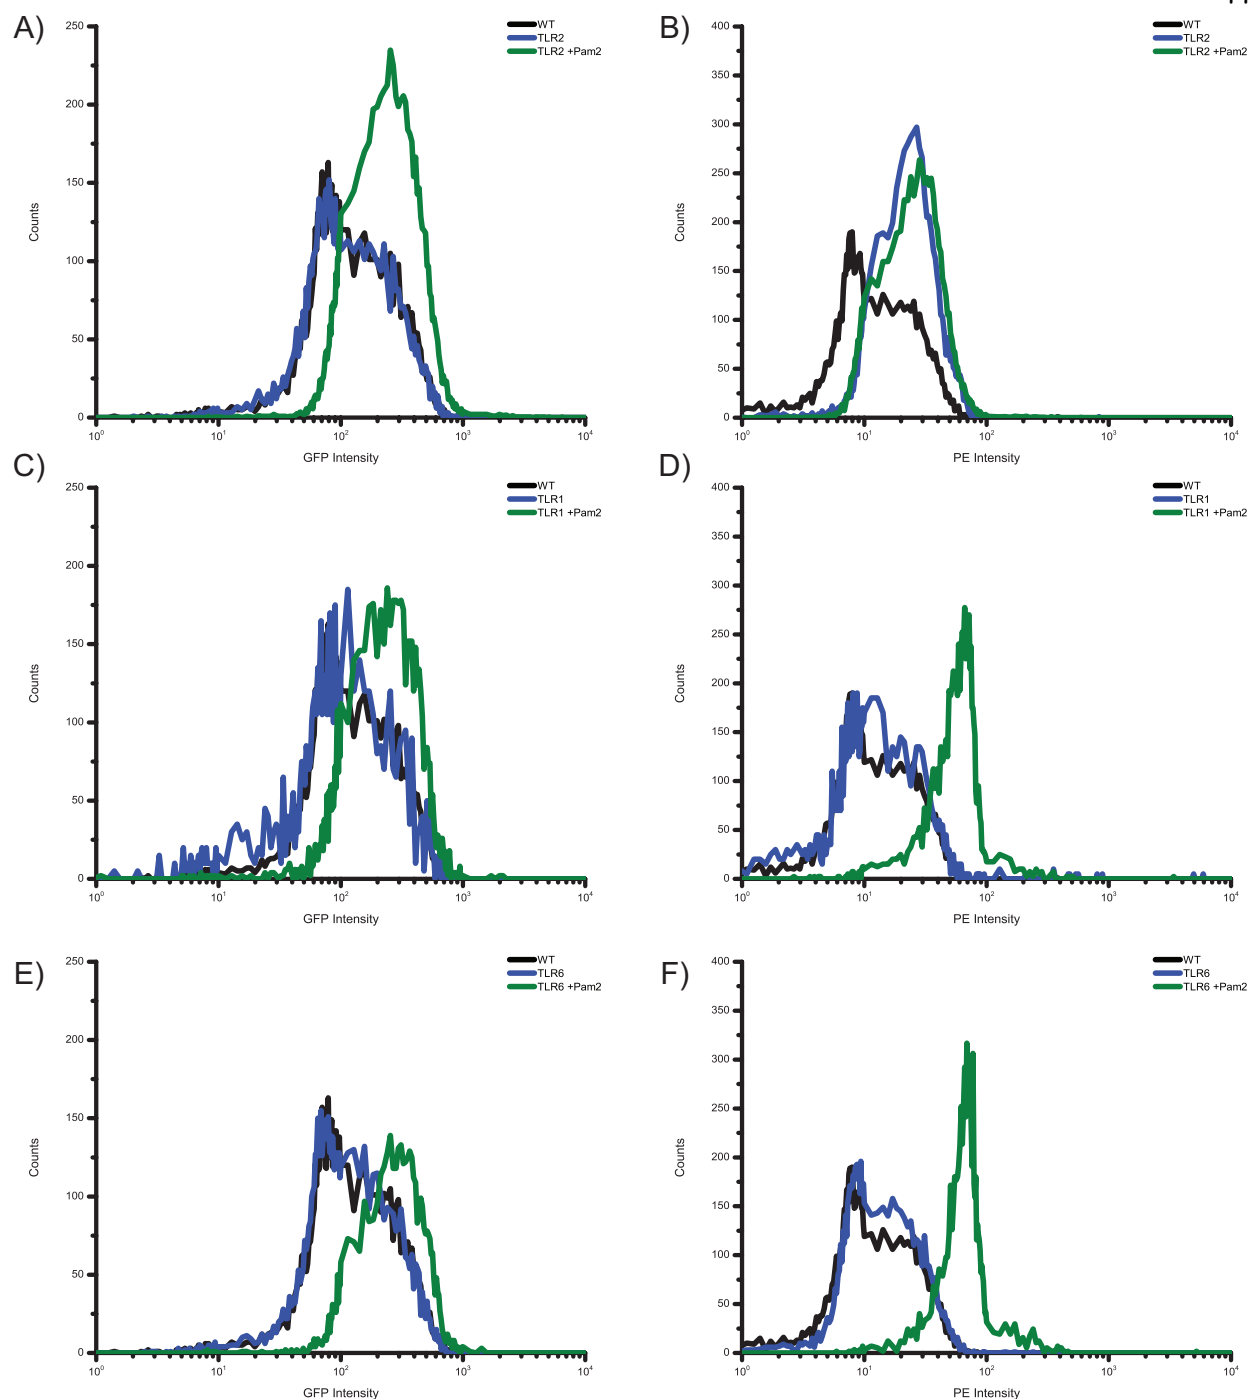 A)
250
200
150
100
50
0
Counts
10⁰
10¹
10²
10³
10⁴
GFP Intensity
WT
TLR2
TLR2 +Pam2
B)
400
350
300
250
200
150
100
50
0
Counts
10⁰
10¹
10²
10³
10⁴
PE Intensity
WT
TLR2
TLR2 +Pam2
C)
250
200
150
100
50
0
Counts
10⁰
10¹
10²
10³
10⁴
GFP Intensity
WT
TLR1
TLR1 +Pam2
D)
400
350
300
250
200
150
100
50
0
Counts
10⁰
10¹
10²
10³
10⁴
PE Intensity
WT
TLR1
TLR1 +Pam2
E)
250
200
150
100
50
0
Counts
10⁰
10¹
10²
10³
10⁴
GFP Intensity
WT
TLR6
TLR6 +Pam2
F)
400
350
300
250
200
150
100
50
0
Counts
10⁰
10¹
10²
10³
10⁴
PE Intensity
WT
TLR6
TLR6 +Pam2